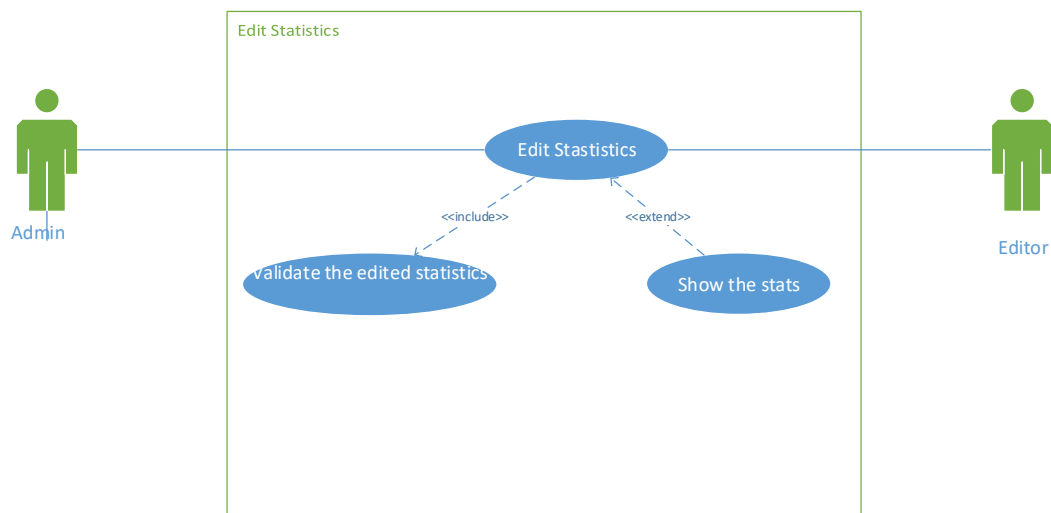 Edit Statistics
Edit Stastistics
<<include>>
<<extend>>
Admin
Editor
Validate the edited statistics
Show the stats